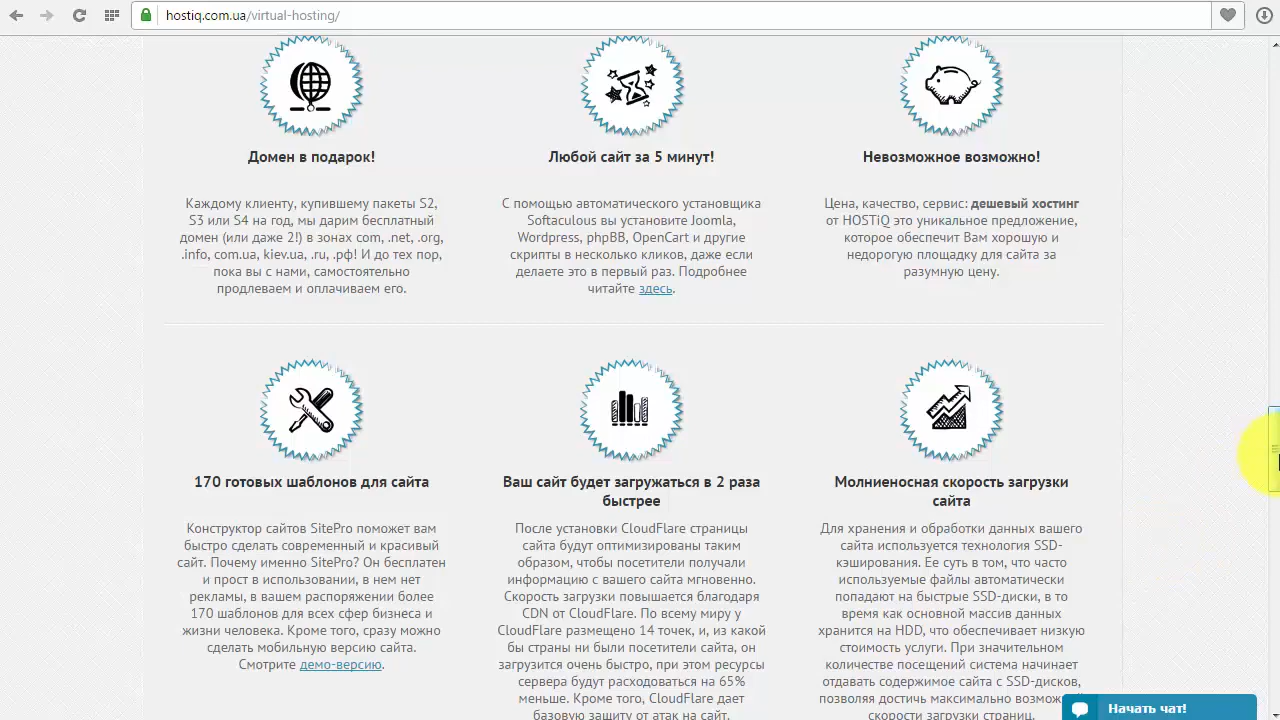 hostiq.com.ua/virtual-hosting/
Домен в подарок!
Каждому клиенту, купившему пакеты S2,
S3 или S4 на год, мы дарим бесплатный
домен (или даже 2!) в зонах com, .net, .org,
.info, com.ua, kiev.ua, .ru, .рф! И до тех пор,
пока вы с нами, самостоятельно
продлеваем и оплачиваем его.
Любой сайт за 5 минут!
С помощью автоматического установщика
Softaculous вы установите Joomla,
Wordpress, phpBB, OpenCart и другие
скрипты в несколько кликов, даже если
делаете это в первый раз. Подробнее
читайте здесь.
Невозможное возможно!
Цена, качество, сервис: дешевый хостинг
от HOSTiQ это уникальное предложение,
которое обеспечит Вам хорошую и
недорогую площадку для сайта за
разумную цену.
170 готовых шаблонов для сайта
Конструктор сайтов SitePro поможет вам
быстро сделать современный и красивый
сайт. Почему именно SitePro? Он бесплатен
и прост в использовании, в нем нет
рекламы, в вашем распоряжении более
170 шаблонов для всех сфер бизнеса и
жизни человека. Кроме того, сразу можно
сделать мобильную версию сайта.
Смотрите демо-версию.
Ваш сайт будет загружаться в 2 раза
быстрее
После установки CloudFlare страницы
сайта будут оптимизированы таким
образом, чтобы посетители получали
информацию с вашего сайта мгновенно.
Скорость загрузки повышается благодаря
CDN от CloudFlare. По всему миру у
CloudFlare размещено 14 точек, и, из какой
бы страны ни были посетители сайта, он
загрузится очень быстро, при этом ресурсы
сервера будут расходоваться на 65%
меньше. Кроме того, CloudFlare дает
базовую защиту от атак на сайт.
Молниеносная скорость загрузки
сайта
Для хранения и обработки данных вашего
сайта используется технология SSD-
кэширования. Ее суть в том, что часто
используемые файлы автоматически
попадают на быстрые SSD-диски, в то
время как основной массив данных
хранится на HDD, что обеспечивает низкую
стоимость услуги. При значительном
количестве посещений система начинает
отдавать содержимое сайта с SSD-дисков,
позволяя достичь максимально
скорости загрузки страниц.
Начать чат!